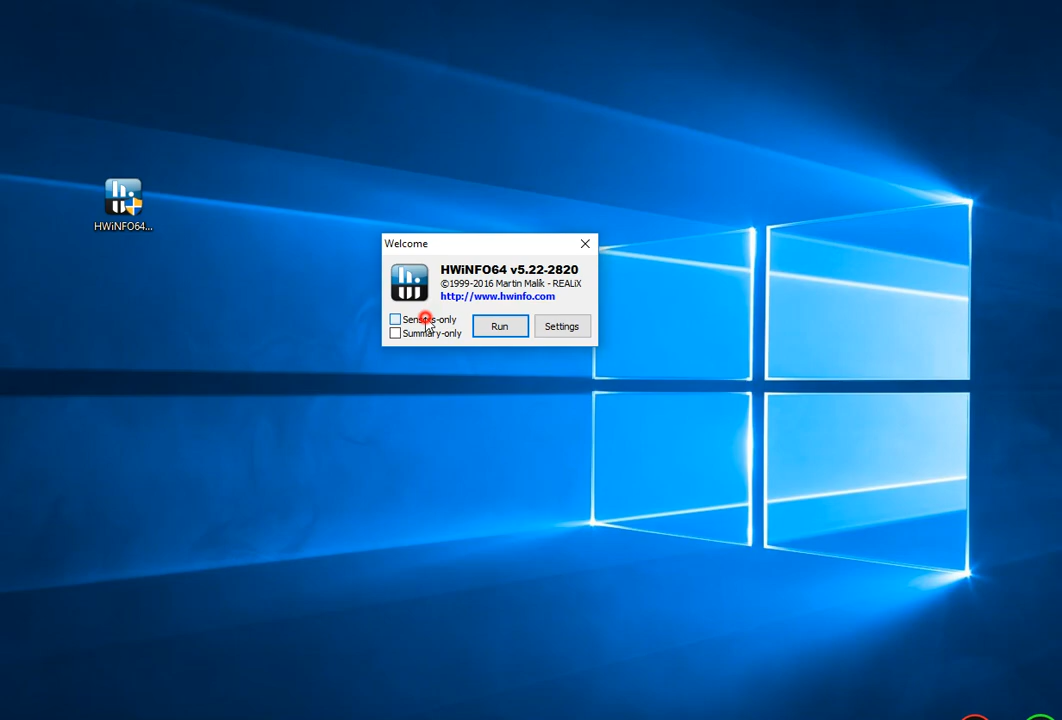 HWiNFO64...
Welcome
HWiNFO64 v5.22-2820
©1999-2016 Martin Malík - REALiX
http://www.hwinfo.com
Sensors-only
Run
Settings
Summary-only